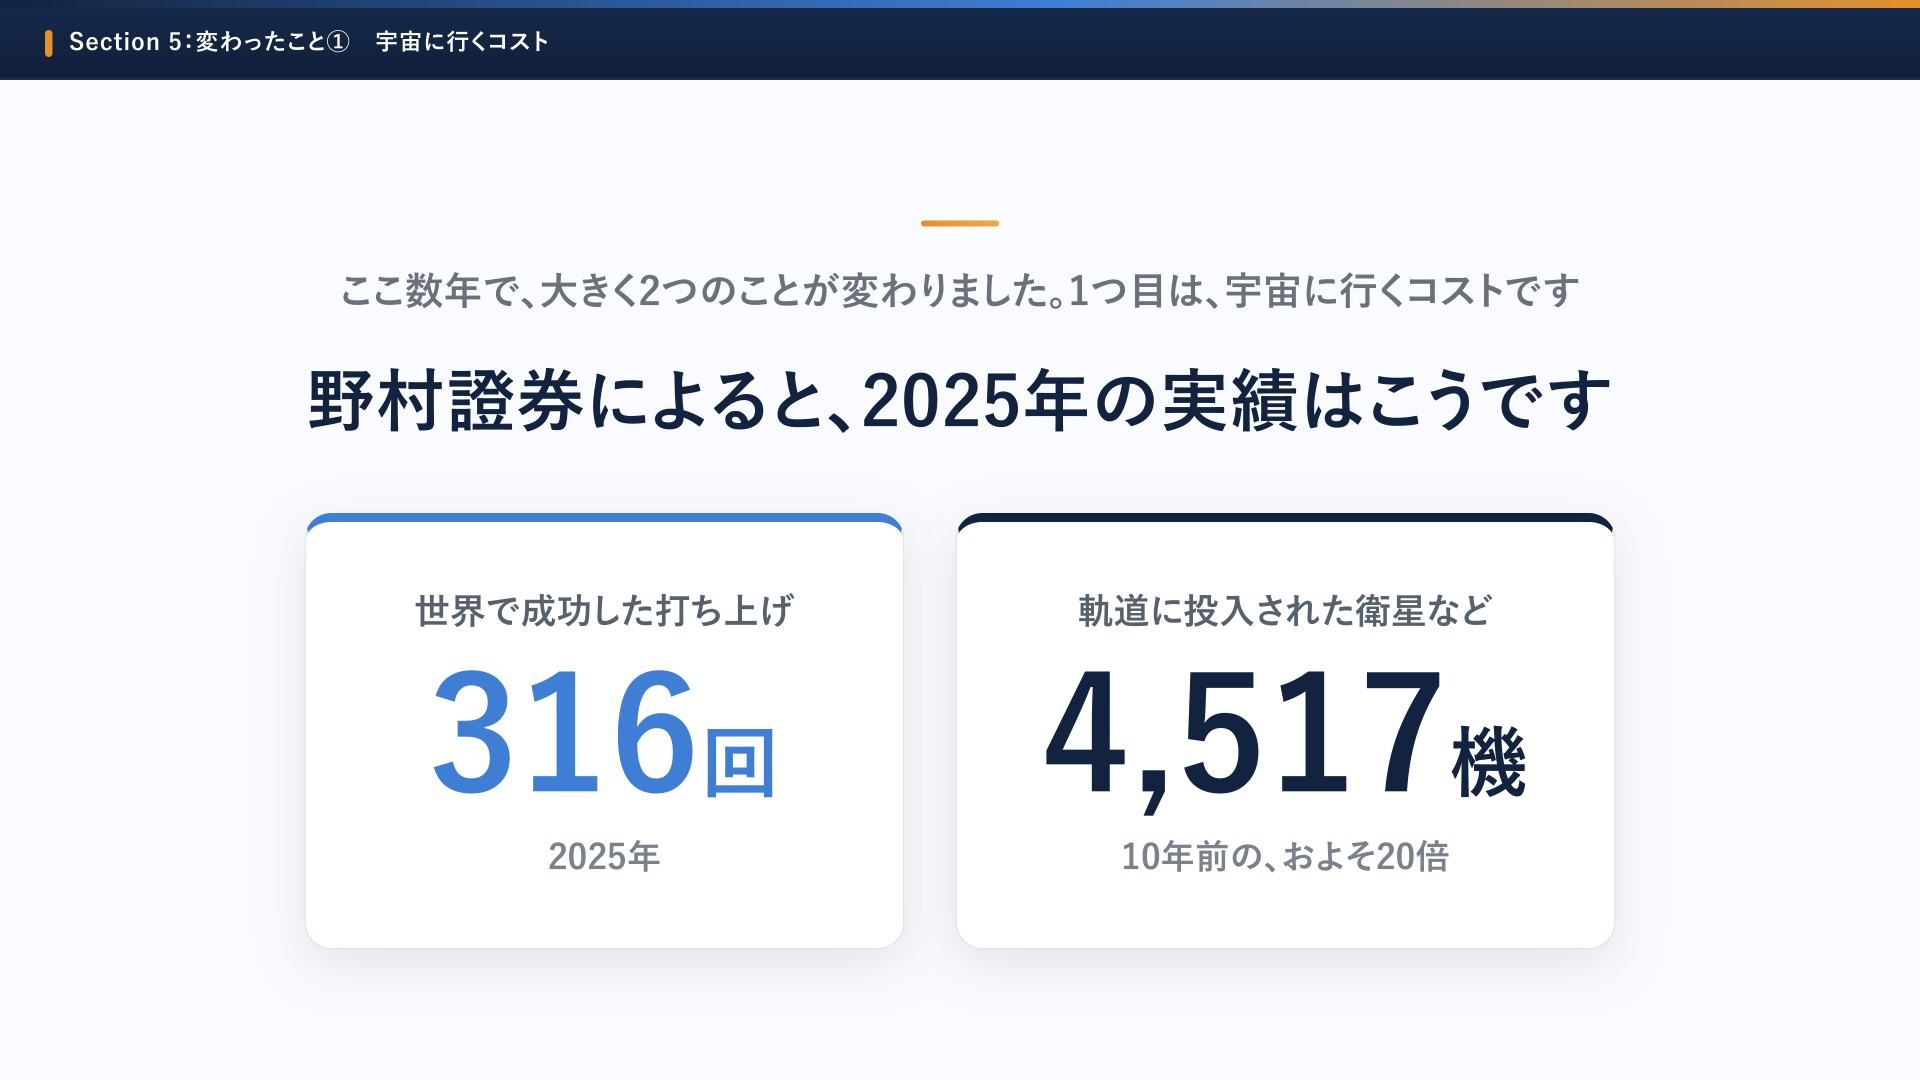 Section 5：変わったこと①　宇宙に行くコスト
ここ数年で、大きく2つのことが変わりました。1つ目は、宇宙に行くコストです
野村證券によると、2025年の実績はこうです
世界で成功した打ち上げ
316回
2025年
軌道に投入された衛星など
4,517機
10年前の、およそ20倍